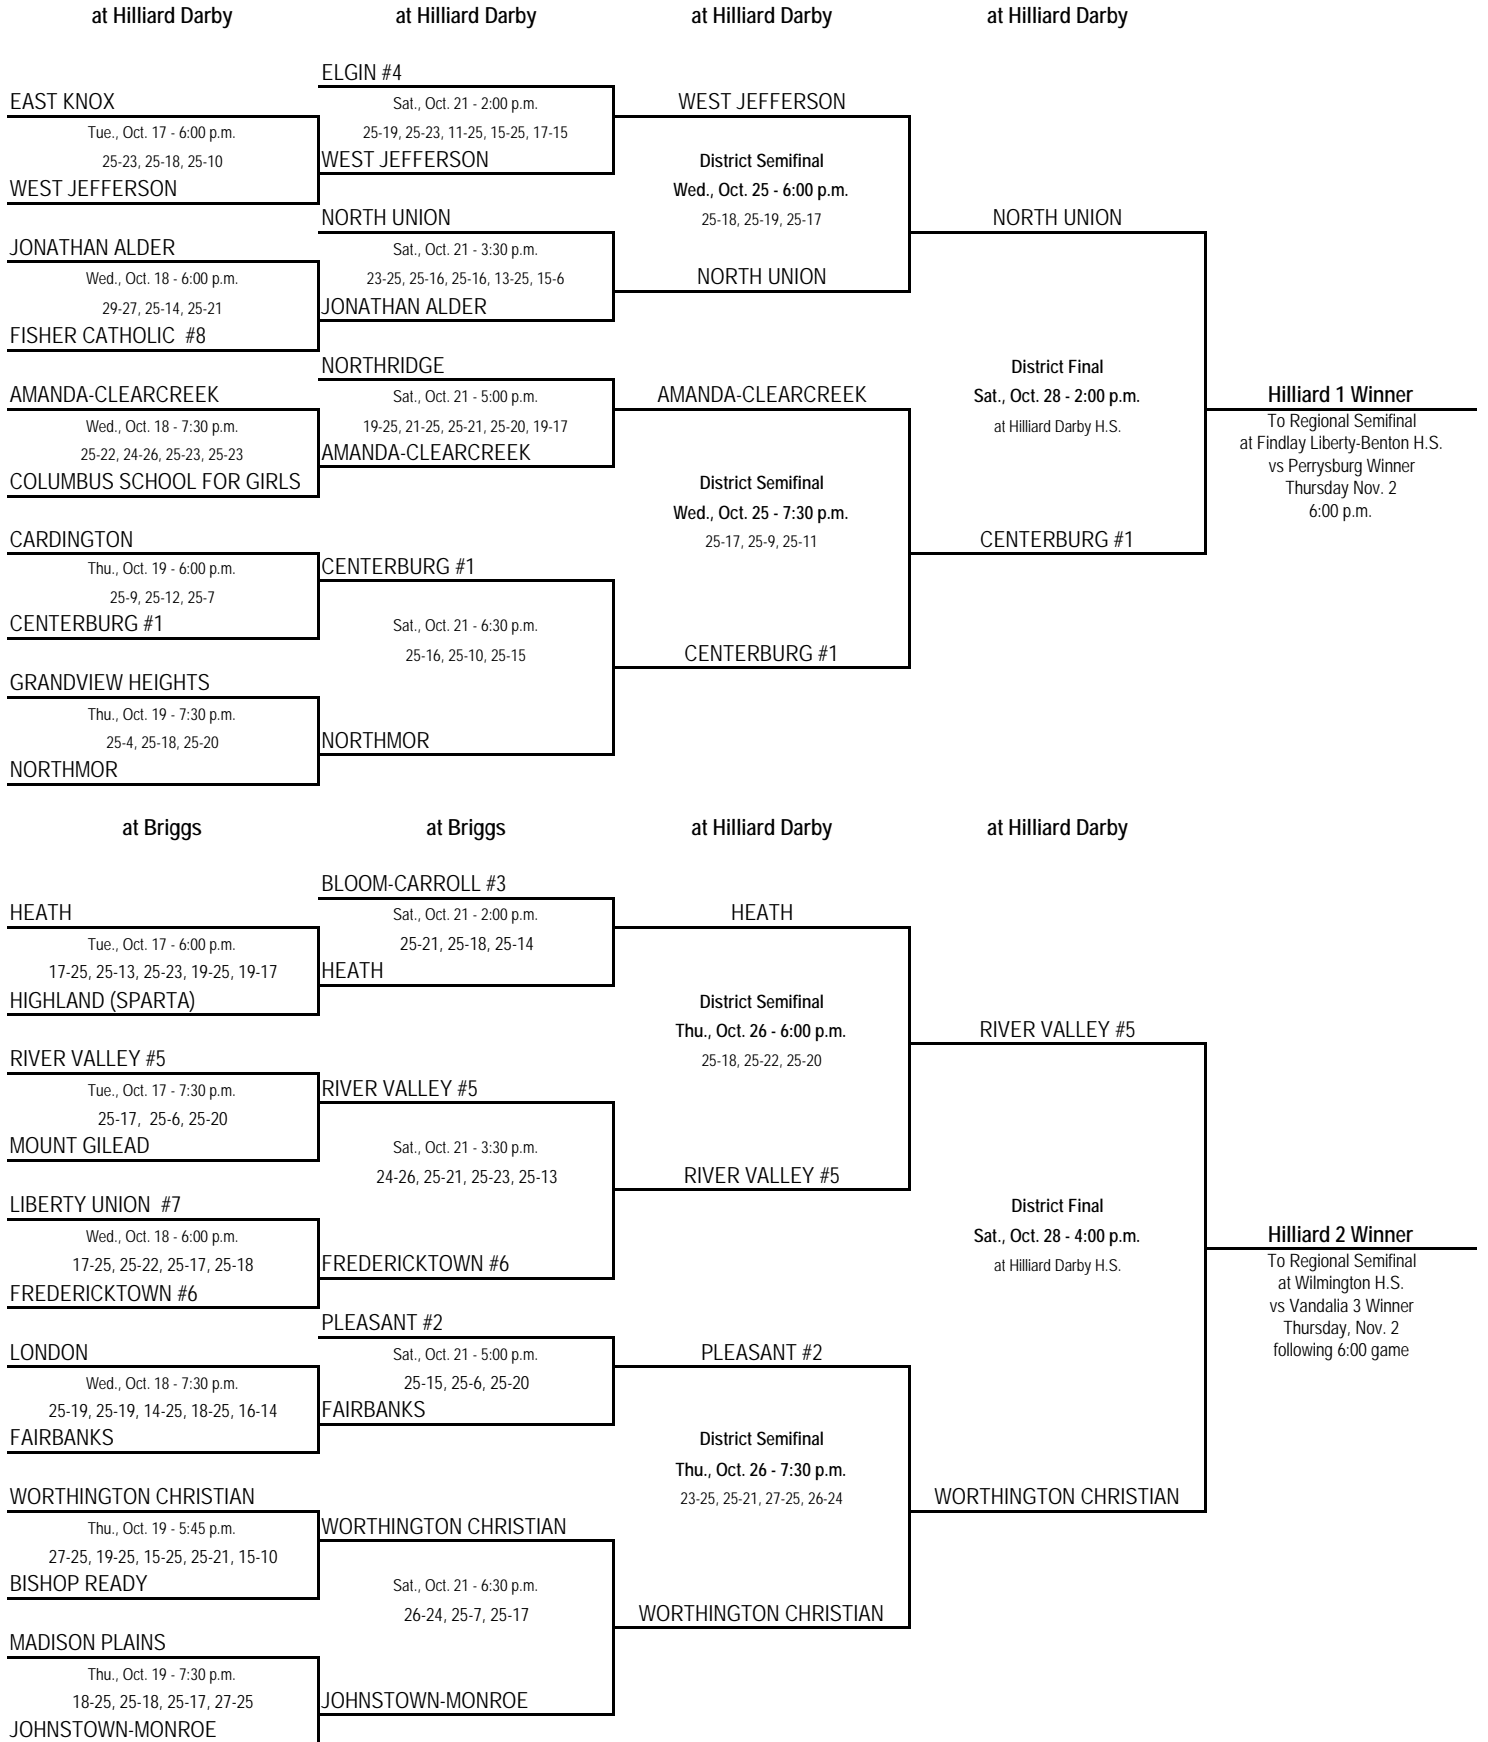 at Hilliard Darby
at Hilliard Darby
at Hilliard Darby
at Hilliard Darby
ELGIN #4
EAST KNOX
Sat., Oct. 21 - 2:00 p.m.
WEST JEFFERSON
Tue., Oct. 17 - 6:00 p.m.
25-19, 25-23, 11-25, 15-25, 17-15
25-23, 25-18, 25-10
WEST JEFFERSON
District Semifinal
WEST JEFFERSON
Wed., Oct. 25 - 6:00 p.m.
NORTH UNION
25-18, 25-19, 25-17
NORTH UNION
JONATHAN ALDER
Sat., Oct. 21 - 3:30 p.m.
Wed., Oct. 18 - 6:00 p.m.
23-25, 25-16, 25-16, 13-25, 15-6
NORTH UNION
29-27, 25-14, 25-21
JONATHAN ALDER
FISHER CATHOLIC  #8
NORTHRIDGE
District Final
AMANDA-CLEARCREEK
Sat., Oct. 21 - 5:00 p.m.
AMANDA-CLEARCREEK
Sat., Oct. 28 - 2:00 p.m.
Hilliard 1 Winner
Wed., Oct. 18 - 7:30 p.m.
19-25, 21-25, 25-21, 25-20, 19-17
at Hilliard Darby H.S.
To Regional Semifinal
25-22, 24-26, 25-23, 25-23
AMANDA-CLEARCREEK
at Findlay Liberty-Benton H.S.
COLUMBUS SCHOOL FOR GIRLS
District Semifinal
vs Perrysburg Winner
Thursday Nov. 2
Wed., Oct. 25 - 7:30 p.m.
6:00 p.m.
CARDINGTON
25-17, 25-9, 25-11
CENTERBURG #1
Thu., Oct. 19 - 6:00 p.m.
CENTERBURG #1
25-9, 25-12, 25-7
CENTERBURG #1
Sat., Oct. 21 - 6:30 p.m.
25-16, 25-10, 25-15
CENTERBURG #1
GRANDVIEW HEIGHTS
Thu., Oct. 19 - 7:30 p.m.
25-4, 25-18, 25-20
NORTHMOR
NORTHMOR
at Briggs
at Briggs
at Hilliard Darby
at Hilliard Darby
BLOOM-CARROLL #3
HEATH
Sat., Oct. 21 - 2:00 p.m.
HEATH
Tue., Oct. 17 - 6:00 p.m.
25-21, 25-18, 25-14
17-25, 25-13, 25-23, 19-25, 19-17
HEATH
HIGHLAND (SPARTA)
District Semifinal
Thu., Oct. 26 - 6:00 p.m.
RIVER VALLEY #5
RIVER VALLEY #5
25-18, 25-22, 25-20
Tue., Oct. 17 - 7:30 p.m.
RIVER VALLEY #5
25-17,  25-6, 25-20
MOUNT GILEAD
Sat., Oct. 21 - 3:30 p.m.
24-26, 25-21, 25-23, 25-13
RIVER VALLEY #5
LIBERTY UNION  #7
District Final
Wed., Oct. 18 - 6:00 p.m.
Sat., Oct. 28 - 4:00 p.m.
Hilliard 2 Winner
17-25, 25-22, 25-17, 25-18
FREDERICKTOWN #6
at Hilliard Darby H.S.
To Regional Semifinal
FREDERICKTOWN #6
at Wilmington H.S.
vs Vandalia 3 Winner
PLEASANT #2
Thursday, Nov. 2
LONDON
Sat., Oct. 21 - 5:00 p.m.
PLEASANT #2
following 6:00 game
Wed., Oct. 18 - 7:30 p.m.
25-15, 25-6, 25-20
25-19, 25-19, 14-25, 18-25, 16-14
FAIRBANKS
FAIRBANKS
District Semifinal
Thu., Oct. 26 - 7:30 p.m.
WORTHINGTON CHRISTIAN
23-25, 25-21, 27-25, 26-24
WORTHINGTON CHRISTIAN
Thu., Oct. 19 - 5:45 p.m.
WORTHINGTON CHRISTIAN
27-25, 19-25, 15-25, 25-21, 15-10
BISHOP READY
Sat., Oct. 21 - 6:30 p.m.
26-24, 25-7, 25-17
WORTHINGTON CHRISTIAN
MADISON PLAINS
Thu., Oct. 19 - 7:30 p.m.
18-25, 25-18, 25-17, 27-25
JOHNSTOWN-MONROE
JOHNSTOWN-MONROE